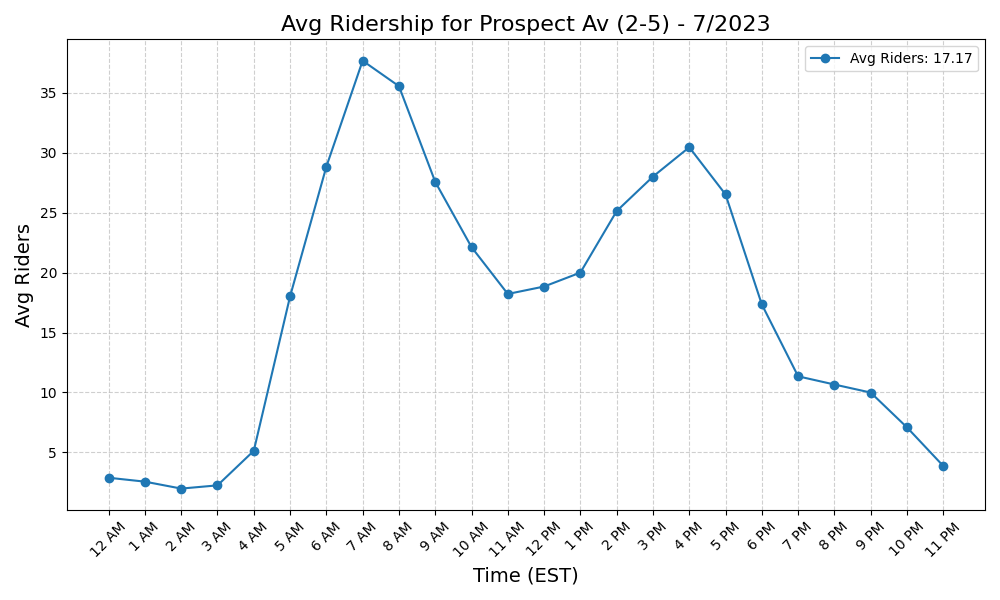 Avg Ridership for Prospect Av (2-5) - 7/2023
Avg Riders: 17.17
Avg Riders
35
30
25
20
15
10
5
12 AM
1 AM
2 AM
3 AM
4 AM
5 AM
6 AM
7 AM
8 AM
9 AM
10 AM
11 AM
12 PM
1 PM
2 PM
3 PM
4 PM
5 PM
6 PM
7 PM
8 PM
9 PM
10 PM
11 PM
Time (EST)